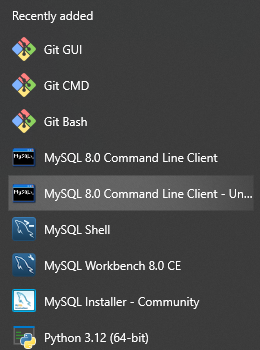 Recently added
Git GUI
Git CMD
Git Bash
MySQL 8.0 Command Line Client
MySQL 8.0 Command Line Client - Un...
MySQL Shell
MySQL Workbench 8.0 CE
MySQL Installer - Community
Python 3.12 (64-bit)